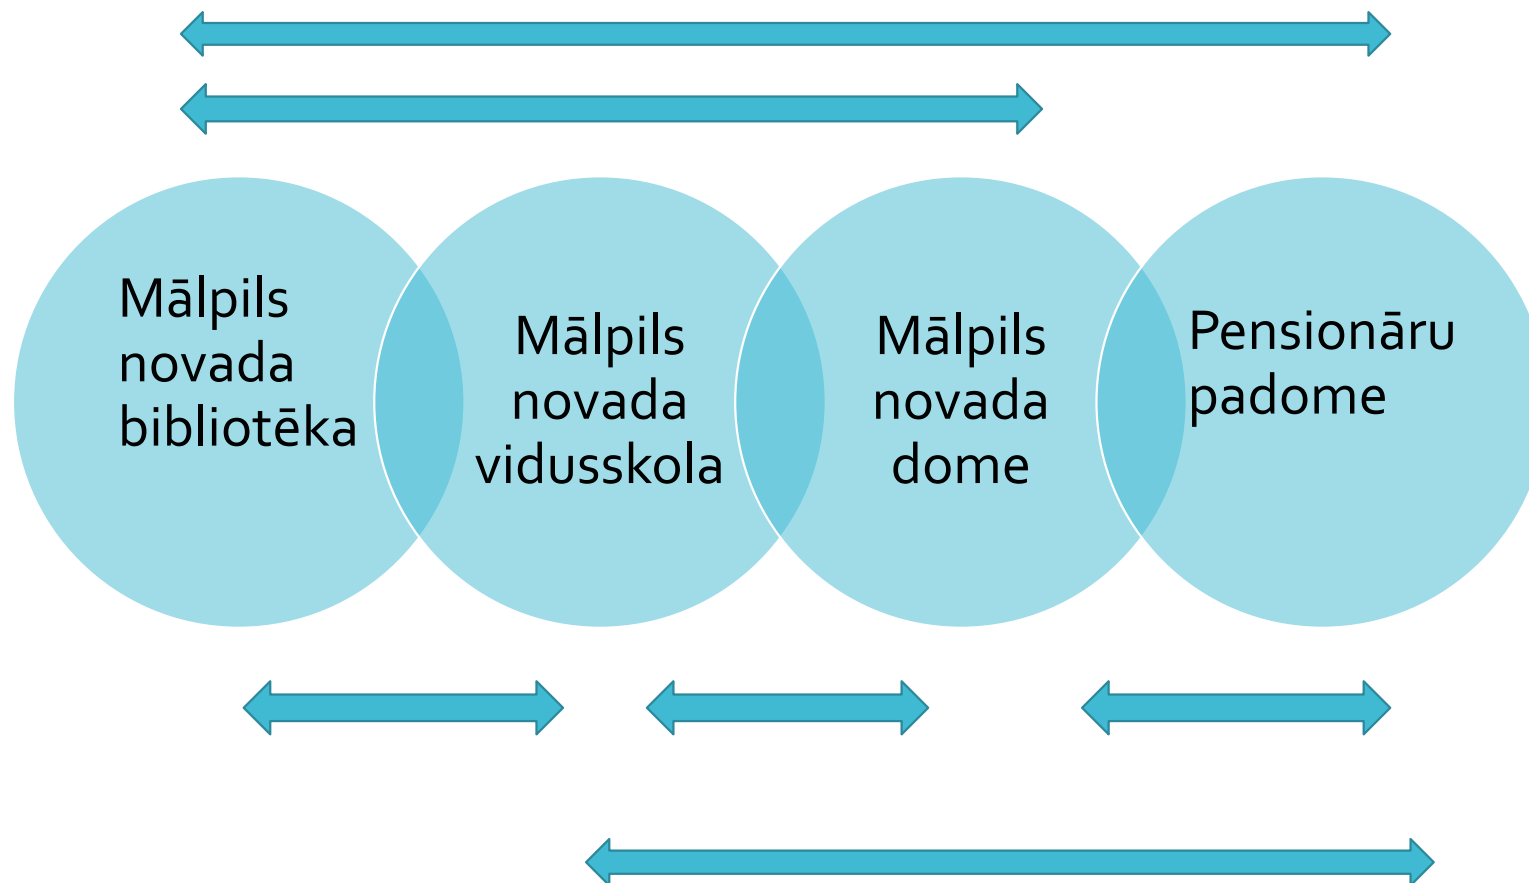 Mālpils
novada
bibliotēka
Mālpils
novada
vidusskola
Mālpils
novada
dome
Pensionāru
padome